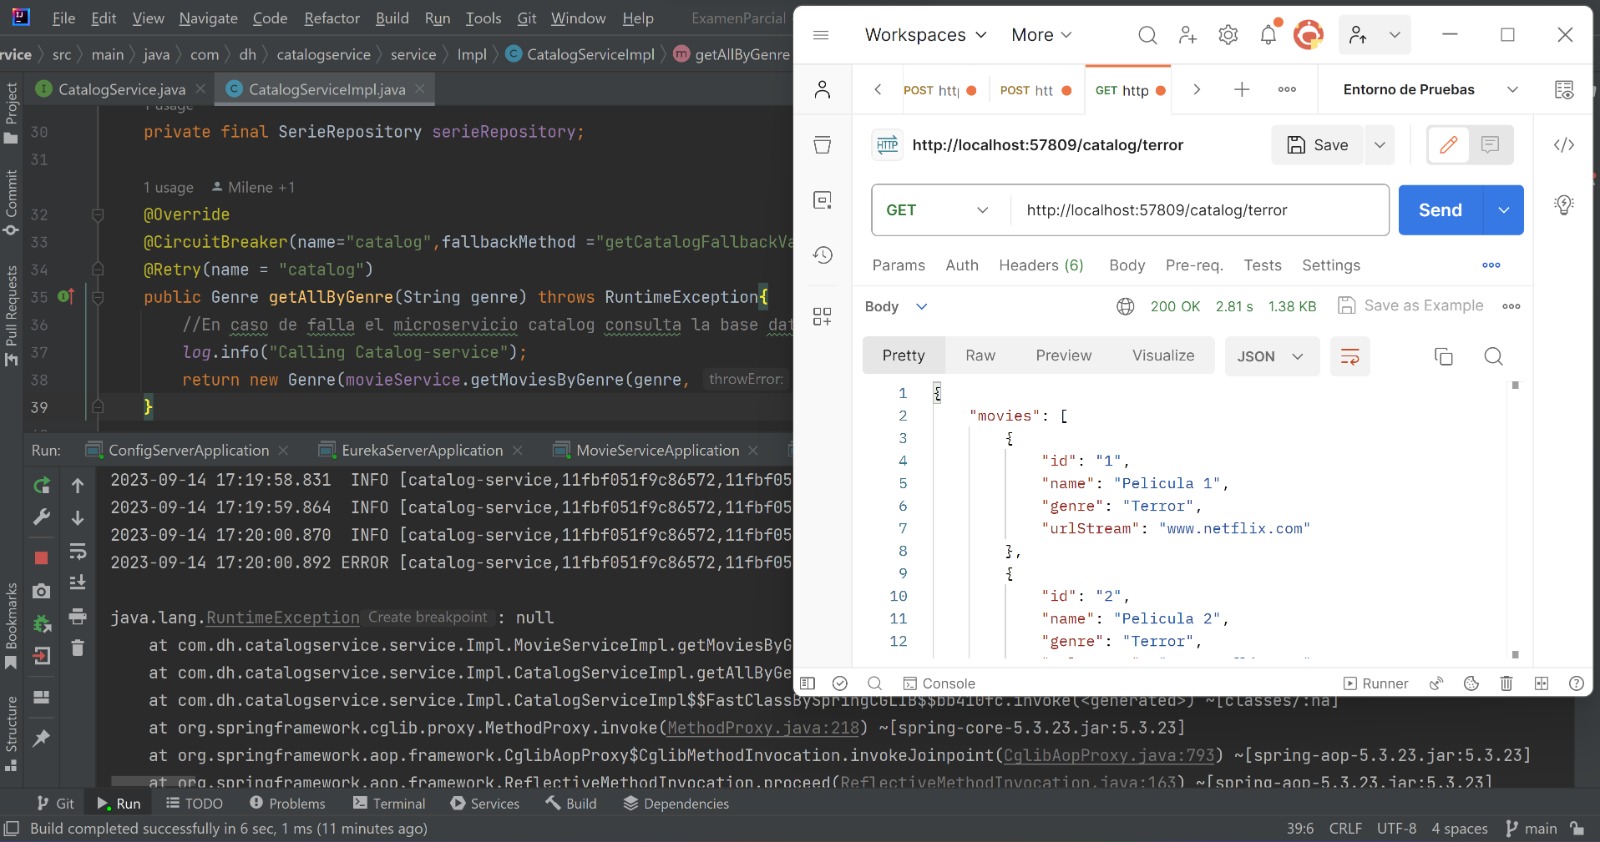 File Edit View Navigate Code Refactor Build Run Tools Git Window Help ExamenParcial
rvice src main java com dh catalogservice service Impl CatalogServiceImpl getAllByGenre
CatalogService.java CatalogServiceImpl.java
Project
Commit
Pull Requests
Bookmarks
Structure
1 usage
30 private final SerieRepository serieRepository;
31
1 usage Milene +1
32 @Override
33 @CircuitBreaker(name="catalog",fallbackMethod ="getCatalogFallbackVa
34 @Retry(name = "catalog")
35 public Genre getAllByGenre(String genre) throws RuntimeException{
36 //En caso de falla el microservicio catalog consulta la base dat
37 log.info("Calling Catalog-service");
38 return new Genre(movieService.getMoviesByGenre(genre, throwError:
39 }
Run: ConfigServerApplication EurekaServerApplication MovieServiceApplication
2023-09-14 17:19:58.831 INFO [catalog-service,11fbf051f9c86572,11fbf05
2023-09-14 17:19:59.864 INFO [catalog-service,11fbf051f9c86572,11fbf05
2023-09-14 17:20:00.870 INFO [catalog-service,11fbf051f9c86572,11fbf05
2023-09-14 17:20:00.892 ERROR [catalog-service,11fbf051f9c86572,11fbf05
java.lang.RuntimeException Create breakpoint : null
at com.dh.catalogservice.service.Impl.MovieServiceImpl.getMoviesByG
at com.dh.catalogservice.service.Impl.CatalogServiceImpl.getAllByGe
at com.dh.catalogservice.service.Impl.CatalogServiceImpl$$FastClassBySpringCGLIB$$bb410fc.invoke(<generated>) ~[classes/:na]
at org.springframework.cglib.proxy.MethodProxy.invoke(MethodProxy.java:218) ~[spring-core-5.3.23.jar:5.3.23]
at org.springframework.aop.framework.CglibAopProxy$CglibMethodInvocation.invokeJoinpoint(CglibAopProxy.java:793) ~[spring-aop-5.3.23.jar:5.3.23]
at org.springframework.aop.framework.ReflectiveMethodInvocation.proceed(ReflectiveMethodInvocation.java:163) ~[spring-aop-5.3.23.jar:5.3.23]
Git Run TODO Problems Terminal Services Build Dependencies
Build completed successfully in 6 sec, 1 ms (11 minutes ago) 39:6 CRLF UTF-8 4 spaces main
Workspaces More
POST htt POST htt GET http Entorno de Pruebas
HTTP http://localhost:57809/catalog/terror Save
GET http://localhost:57809/catalog/terror Send
Params Auth Headers (6) Body Pre-req. Tests Settings
Body 200 OK 2.81 s 1.38 KB Save as Example
Pretty Raw Preview Visualize JSON
1 {
2 "movies": [
3 {
4 "id": "1",
5 "name": "Pelicula 1",
6 "genre": "Terror",
7 "urlStream": "www.netflix.com"
8 },
9 {
10 "id": "2",
11 "name": "Pelicula 2",
12 "genre": "Terror",
Console Runner